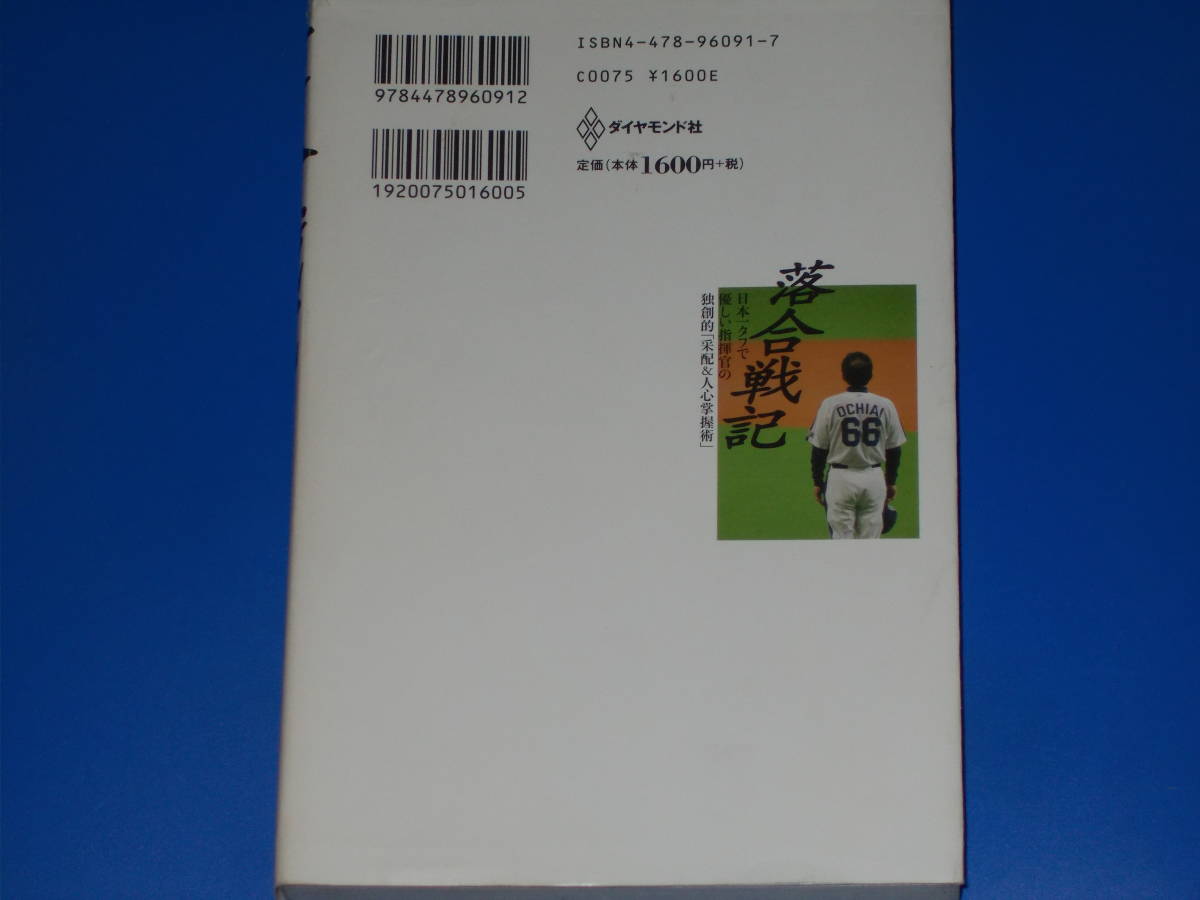 ISBN4-478-96091-7
C0075 ¥1600E
9784478960912
ダイヤモンド社
定価(本体1600円+税)
1920075016005
落合戦記
日本一タフで
優しい指揮官の
独創的「采配&人心掌握術」
OCHIAI
66